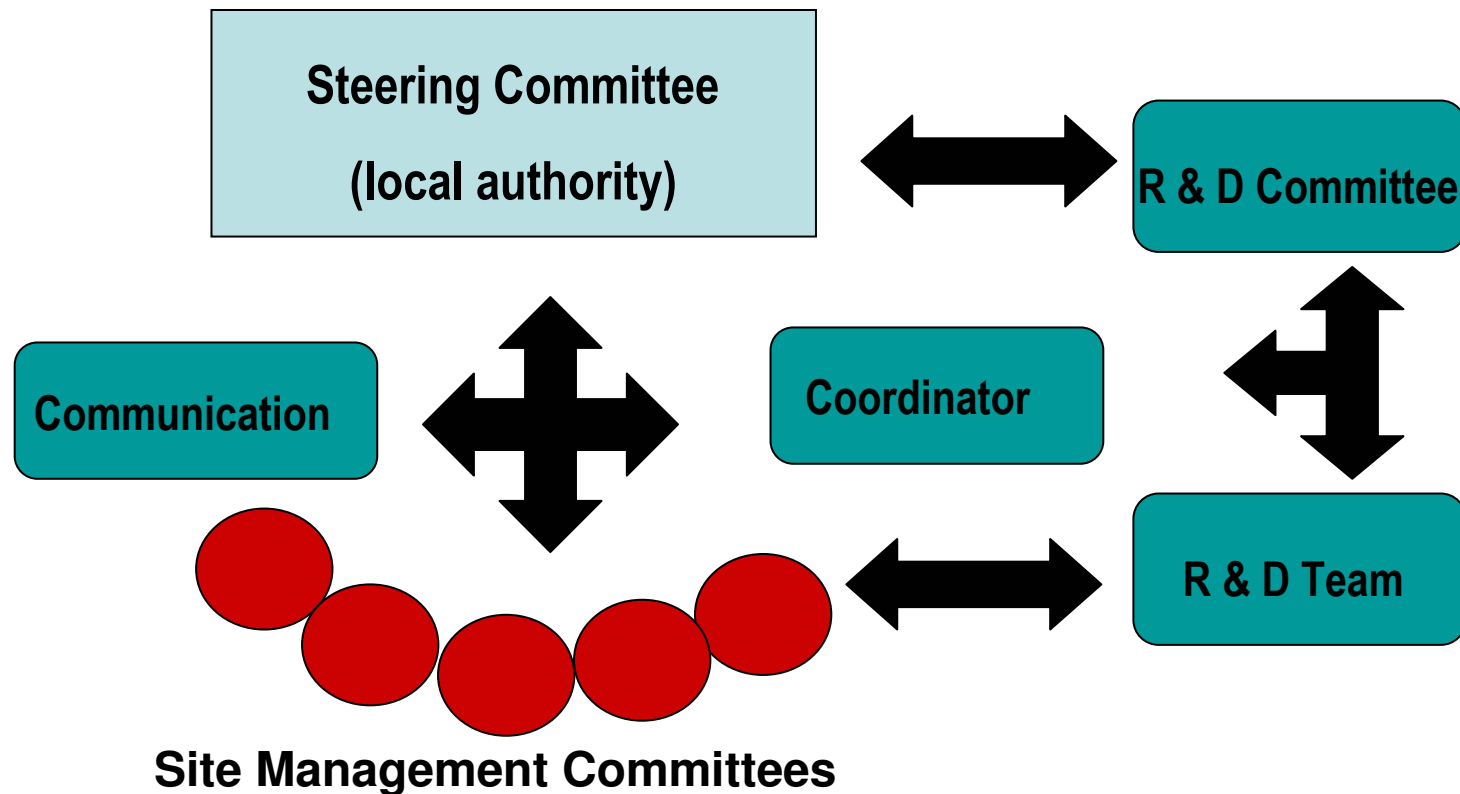 Steering Committee
(local authority)
R & D Committee
Communication
Coordinator
R & D Team
Site Management Committees